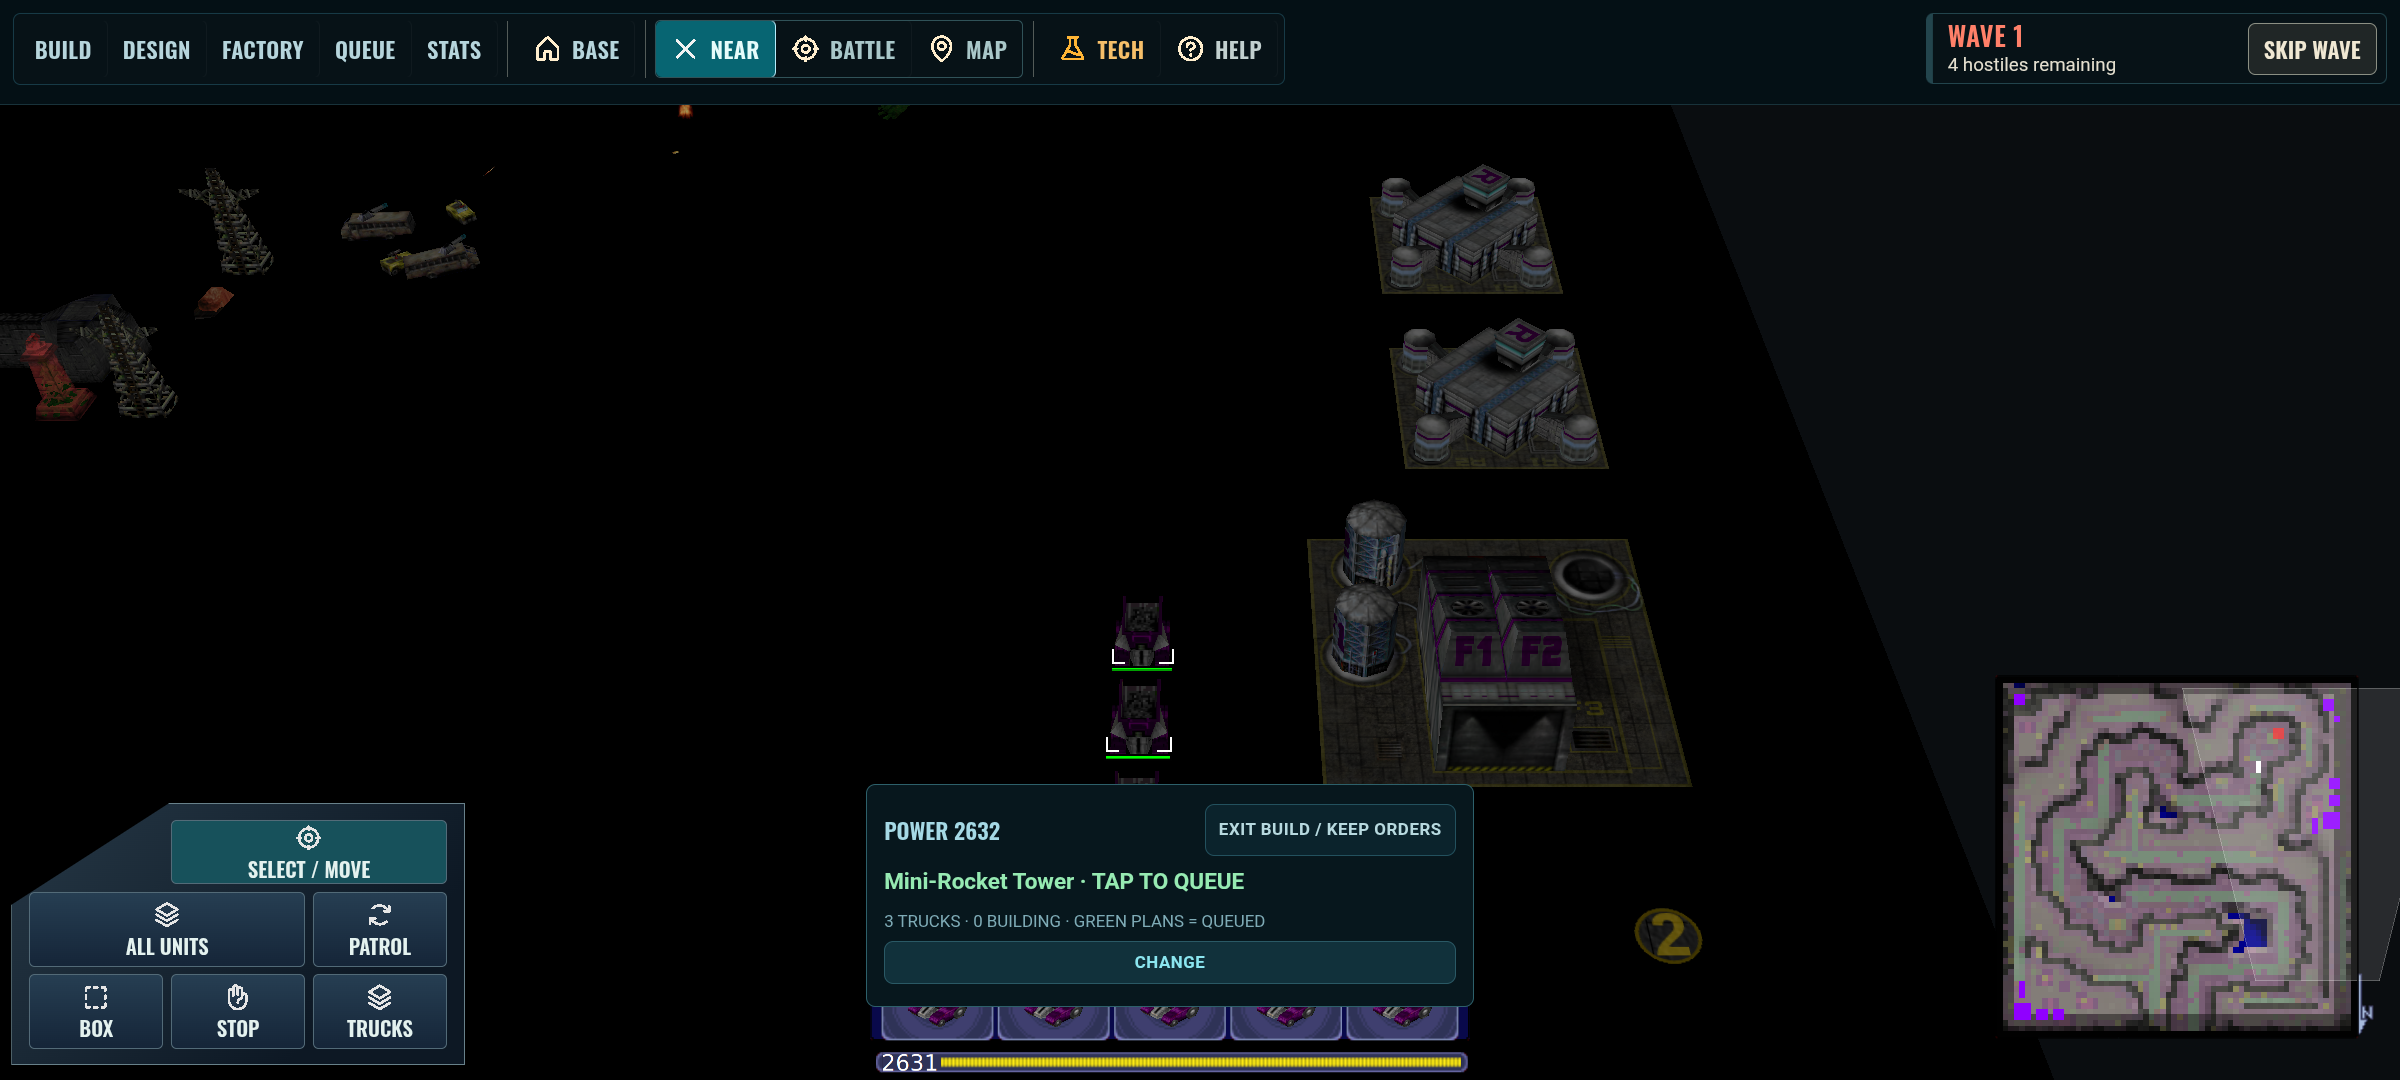 BUILD DESIGN FACTORY QUEUE STATS BASE NEAR BATTLE MAP TECH HELP
WAVE 1
4 hostiles remaining
SKIP WAVE
R
R
F1 F2
3
2
POWER 2632
EXIT BUILD / KEEP ORDERS
Mini-Rocket Tower · TAP TO QUEUE
3 TRUCKS · 0 BUILDING · GREEN PLANS = QUEUED
CHANGE
SELECT / MOVE
ALL UNITS
PATROL
BOX
STOP
TRUCKS
2631
N